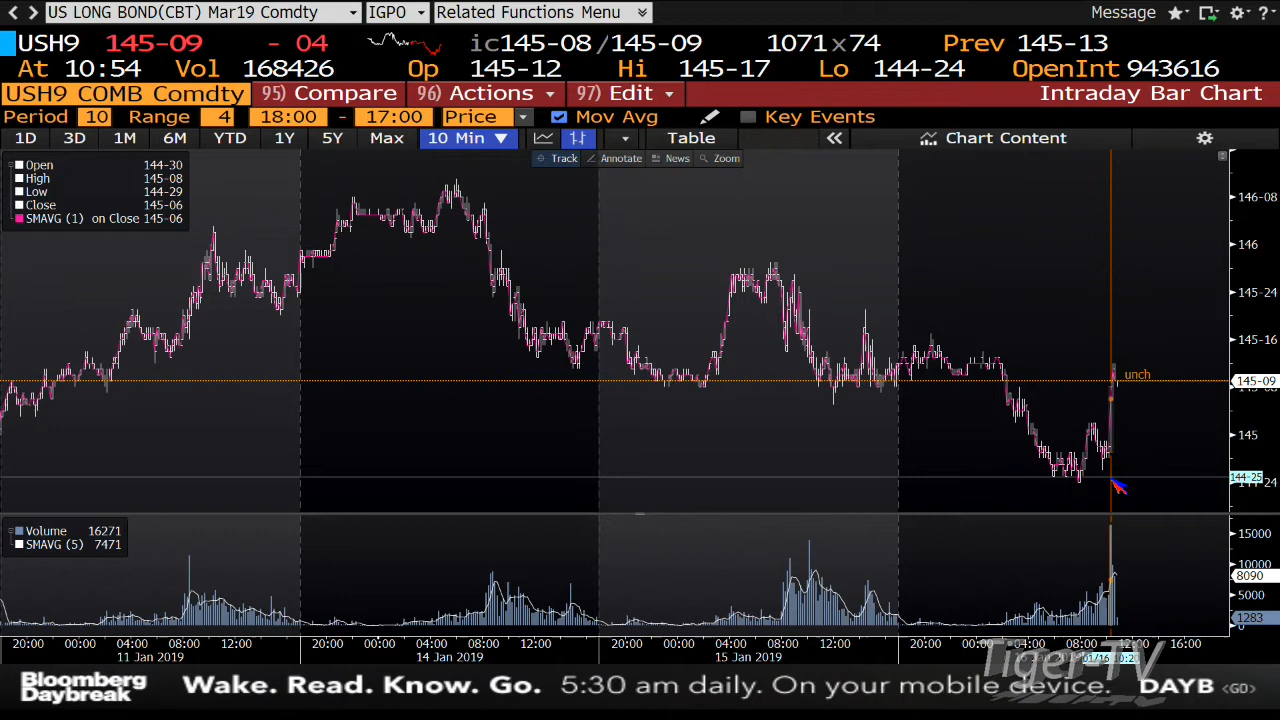 US LONG BOND(CBT) Mar19 Comdty IGPO Related Functions Menu Message
USH9 145-09 - 04 ic145-08/145-09 1071x74 Prev 145-13
At 10:54 Vol 168426 Op 145-12 Hi 145-17 Lo 144-24 OpenInt 943616
USH9 COMB Comdty 95) Compare 96) Actions 97) Edit Intraday Bar Chart
Period 10 Range 4 18:00 - 17:00 Price Mov Avg Key Events
1D 3D 1M 6M YTD 1Y 5Y Max 10 Min Table Chart Content
Track Annotate News Zoom
Open 144-30
High 145-08
Low 144-29
Close 145-06
SMAVG (1) on Close 145-06
146-08
146
145-24
145-16
unch
145-09
145
144-25
Volume 16271
SMAVG (5) 7471
15000
10000
8090
5000
1283
20:00 00:00 04:00 08:00 12:00 20:00 00:00 04:00 08:00 12:00 20:00 00:00 04:00 08:00 12:00 20:00 00:00 04:00 08:00 12:00 16:00
11 Jan 2019 14 Jan 2019 15 Jan 2019 01/16 10:20
Tiger-TV
Bloomberg
Daybreak
Wake. Read. Know. Go. 5:30 am daily. On your mobile device. DAYB <GO>